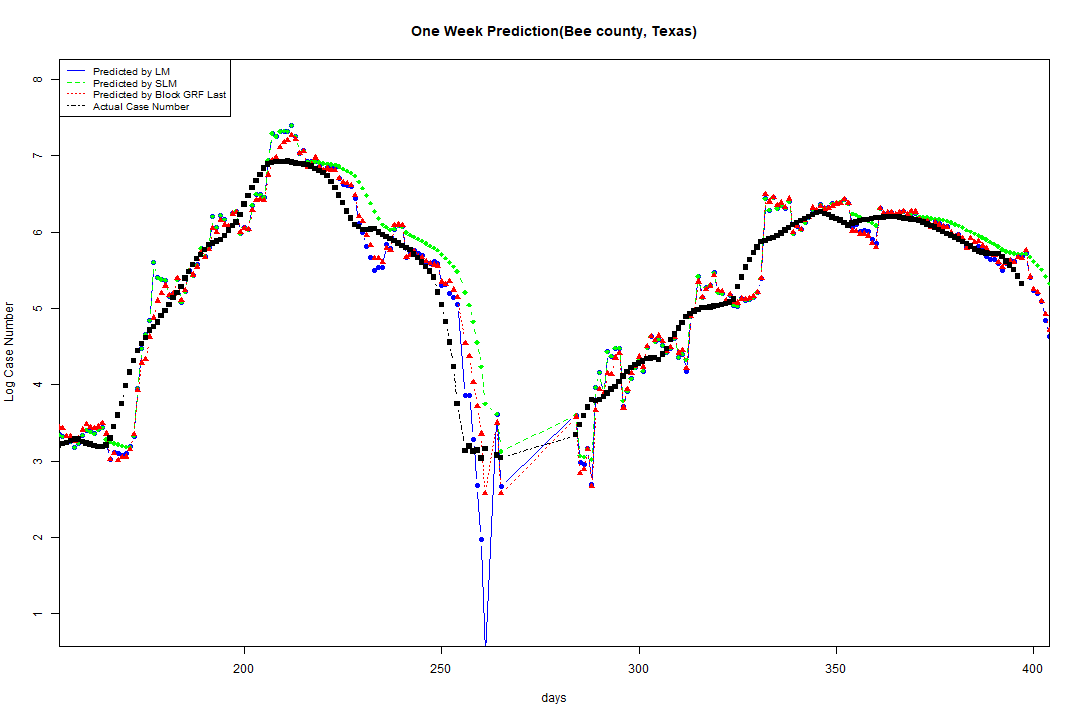 One Week Prediction(Bee county, Texas)
Predicted by LM
Predicted by SLM
Predicted by Block GRF Last
Actual Case Number
8
7
6
5
4
3
2
1
Log Case Number
200 250 300 350 400
days